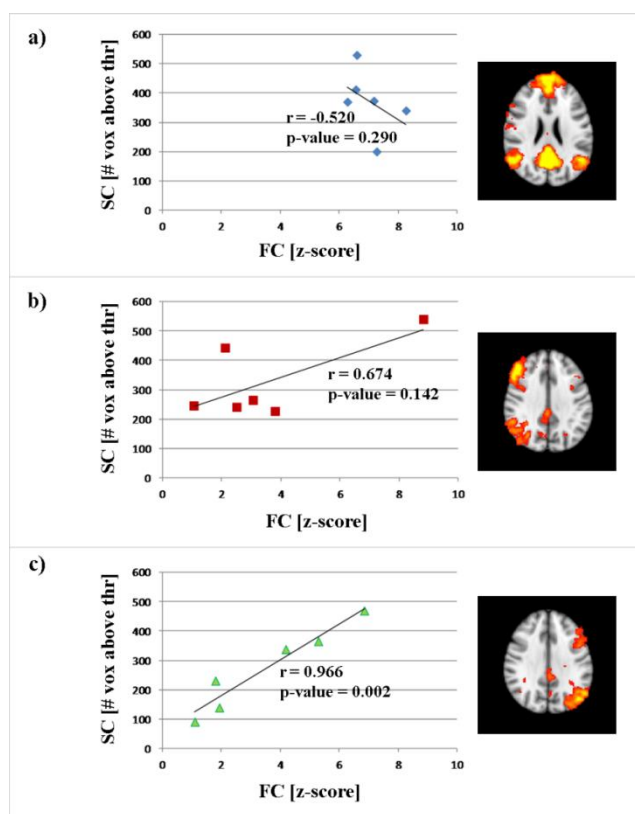 a)
SC [# vox above thr]
600
500
400
300
200
100
0
r = -0.520
p-value = 0.290
0 2 4 6 8 10
FC [z-score]
b)
SC [# vox above thr]
600
500
400
300
200
100
0
r = 0.674
p-value = 0.142
0 2 4 6 8 10
FC [z-score]
c)
SC [# vox above thr]
600
500
400
300
200
100
0
r = 0.966
p-value = 0.002
0 2 4 6 8 10
FC [z-score]